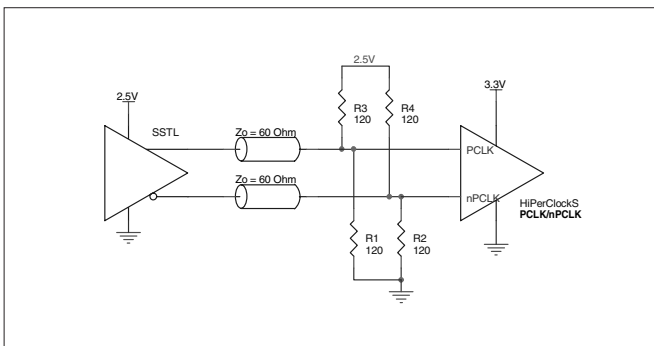 2.5V
3.3V
2.5V
R3
120
R4
120
SSTL
Zo = 60 Ohm
PCLK
Zo = 60 Ohm
nPCLK
HiPerClockS
PCLK/nPCLK
R1
120
R2
120